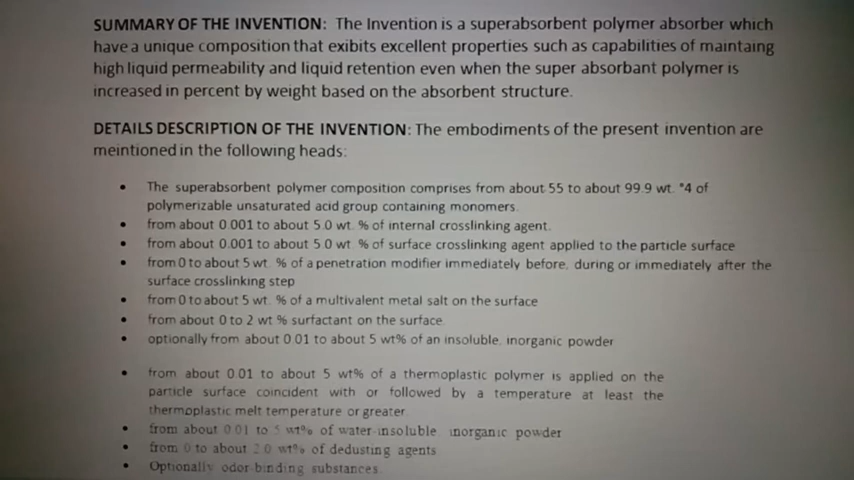 SUMMARY OF THE INVENTION: The Invention is a superabsorbent polymer absorber which
have a unique composition that exibits excellent properties such as capabilities of maintaing
high liquid permeability and liquid retention even when the super absorbant polymer is
increased in percent by weight based on the absorbent structure.
DETAILS DESCRIPTION OF THE INVENTION: The embodiments of the present invention are
meintioned in the following heads:
• The superabsorbent polymer composition comprises from about 55 to about 99.9 wt. "4 of
polymerizable unsaturated acid group containing monomers.
• from about 0.001 to about 5.0 wt. % of internal crosslinking agent.
• from about 0.001 to about 5.0 wt. % of surface crosslinking agent applied to the particle surface
• from 0 to about 5 wt. % of a penetration modifier immediately before, during or immediately after the
surface crosslinking step
• from 0 to about 5 wt. % of a multivalent metal salt on the surface
• from about 0 to 2 wt % surfactant on the surface
• optionally from about 0.01 to about 5 wt% of an insoluble, inorganic powder
• from about 0.01 to about 5 wt% of a thermoplastic polymer is applied on the
particle surface coincident with or followed by a temperature at least the
thermoplastic melt temperature or greater
• from about 0.01 to 5 wt% of water-insoluble inorganic powder
• from 0 to about 2.0 wt% of dedusting agents
• Optionally odor-binding substances.